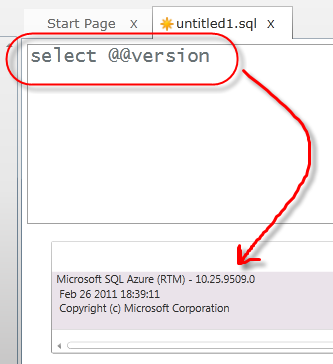 Start Page X untitled1.sql X
select @@version
Microsoft SQL Azure (RTM) - 10.25.9509.0
Feb 26 2011 18:39:11
Copyright (c) Microsoft Corporation